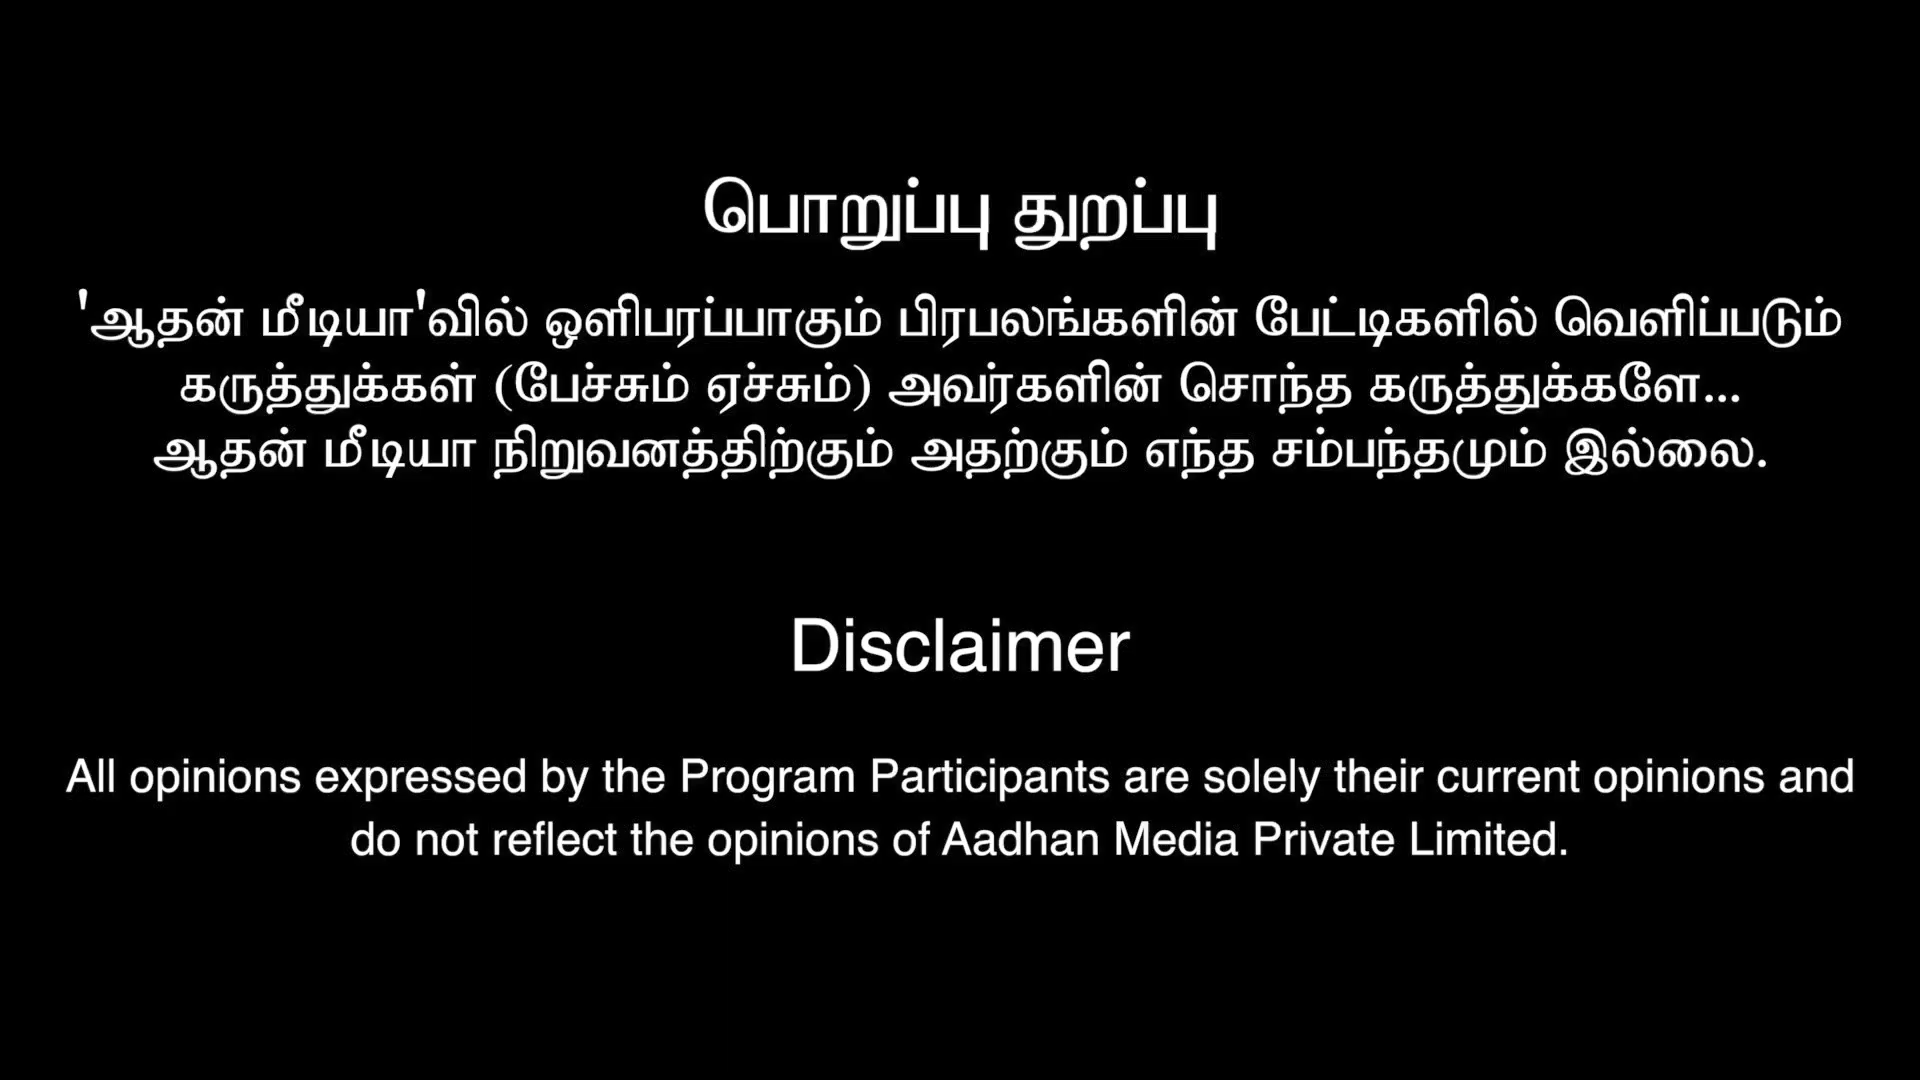 பொறுப்பு துறப்பு
'ஆதன் மீடியா'வில் ஒளிபரப்பாகும் பிரபலங்களின் பேட்டிகளில் வெளிப்படும்
கருத்துக்கள் (பேச்சும் ஏச்சும்) அவர்களின் சொந்த கருத்துக்களே...
ஆதன் மீடியா நிறுவனத்திற்கும் அதற்கும் எந்த சம்பந்தமும் இல்லை.
Disclaimer
All opinions expressed by the Program Participants are solely their current opinions and
do not reflect the opinions of Aadhan Media Private Limited.